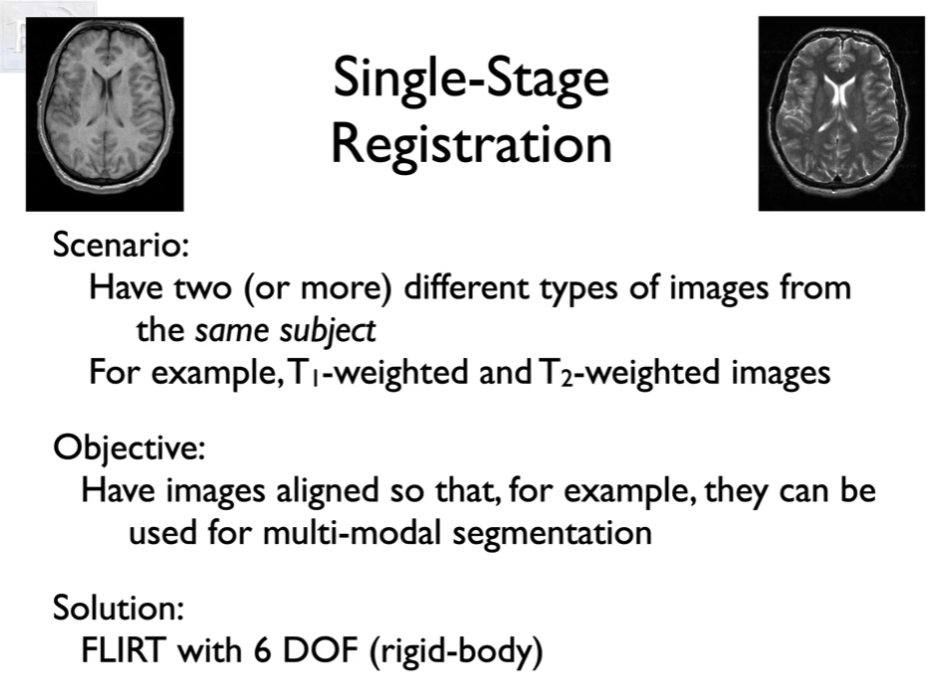 Single-Stage
Registration
Scenario:
Have two (or more) different types of images from
the same subject
For example, T1-weighted and T2-weighted images
Objective:
Have images aligned so that, for example, they can be
used for multi-modal segmentation
Solution:
FLIRT with 6 DOF (rigid-body)